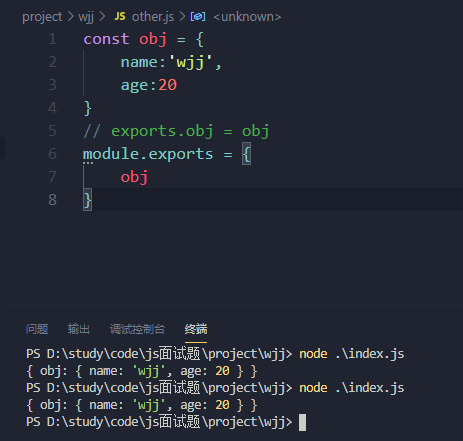 project > wjj > JS other.js > <unknown>
1 const obj = {
2 name:'wjj',
3 age:20
4 }
5 // exports.obj = obj
6 module.exports = {
7 obj
8 }
问题 输出 调试控制台 终端
PS D:\study\code\js面试题\project\wjj> node .\index.js
{ obj: { name: 'wjj', age: 20 } }
PS D:\study\code\js面试题\project\wjj> node .\index.js
{ obj: { name: 'wjj', age: 20 } }
PS D:\study\code\js面试题\project\wjj>